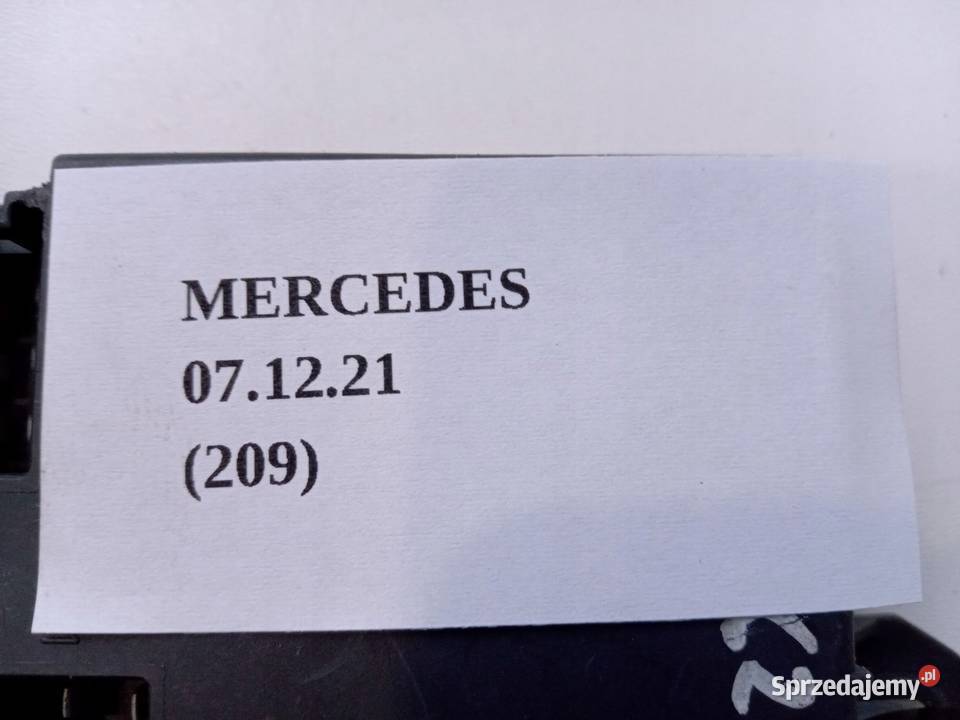 MERCEDES
07.12.21
(209)
Sprzedajemy.pl